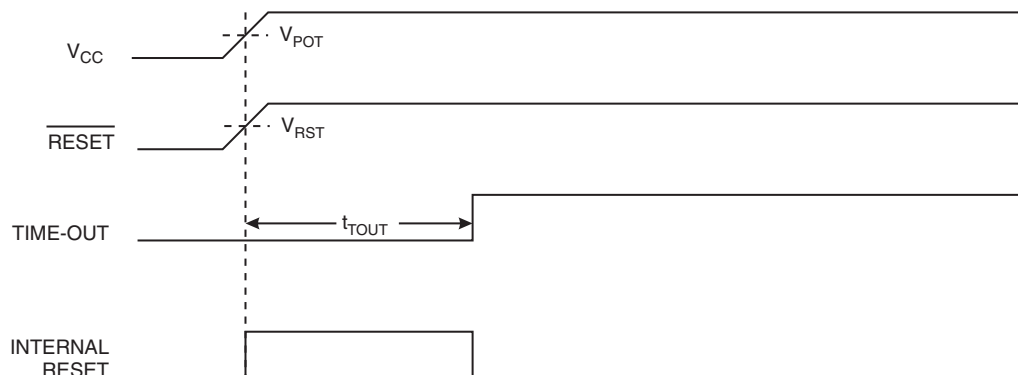 V_CC
V_POT
RESET
V_RST
TIME-OUT
t_TOUT
INTERNAL
RESET